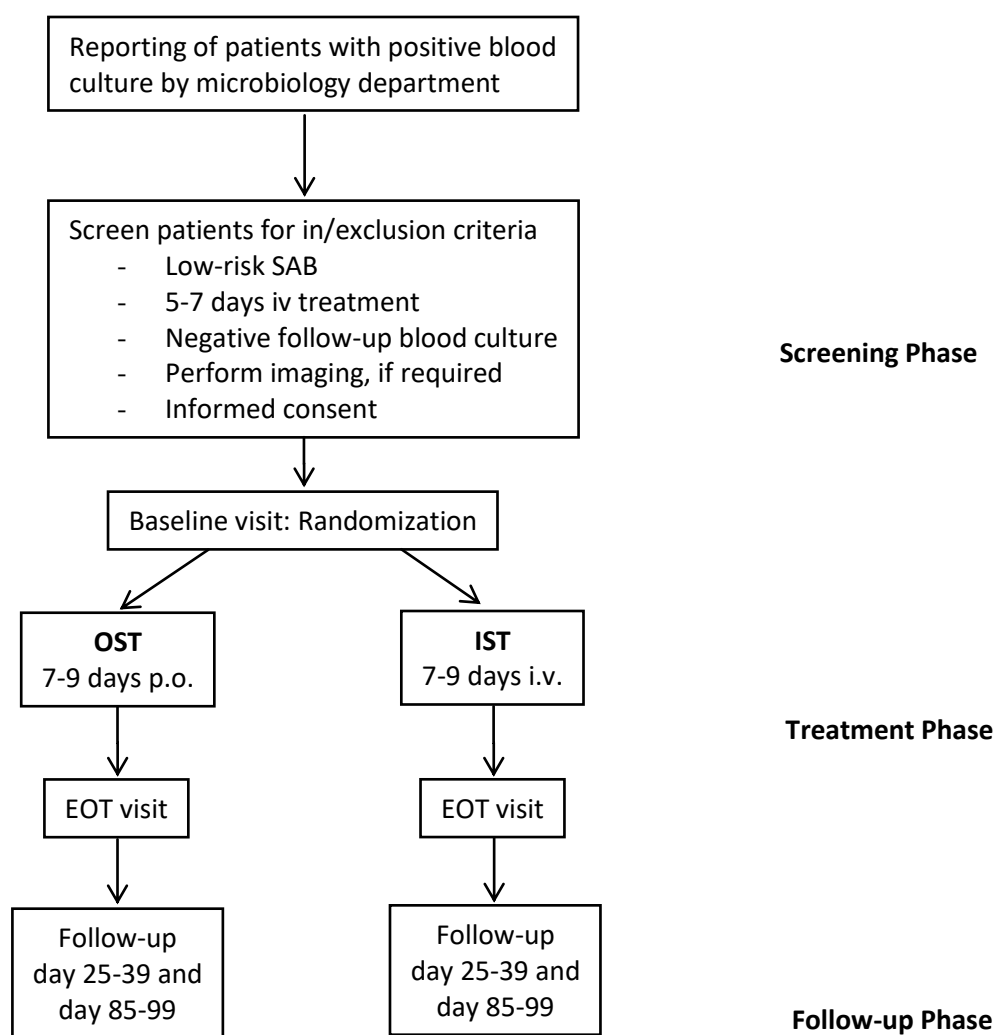 Reporting of patients with positive blood
culture by microbiology department
Screen patients for in/exclusion criteria
- Low-risk SAB
- 5-7 days iv treatment
- Negative follow-up blood culture
- Perform imaging, if required
- Informed consent
Screening Phase
Baseline visit: Randomization
OST
7-9 days p.o.
IST
7-9 days i.v.
Treatment Phase
EOT visit
EOT visit
Follow-up
day 25-39 and
day 85-99
Follow-up
day 25-39 and
day 85-99
Follow-up Phase